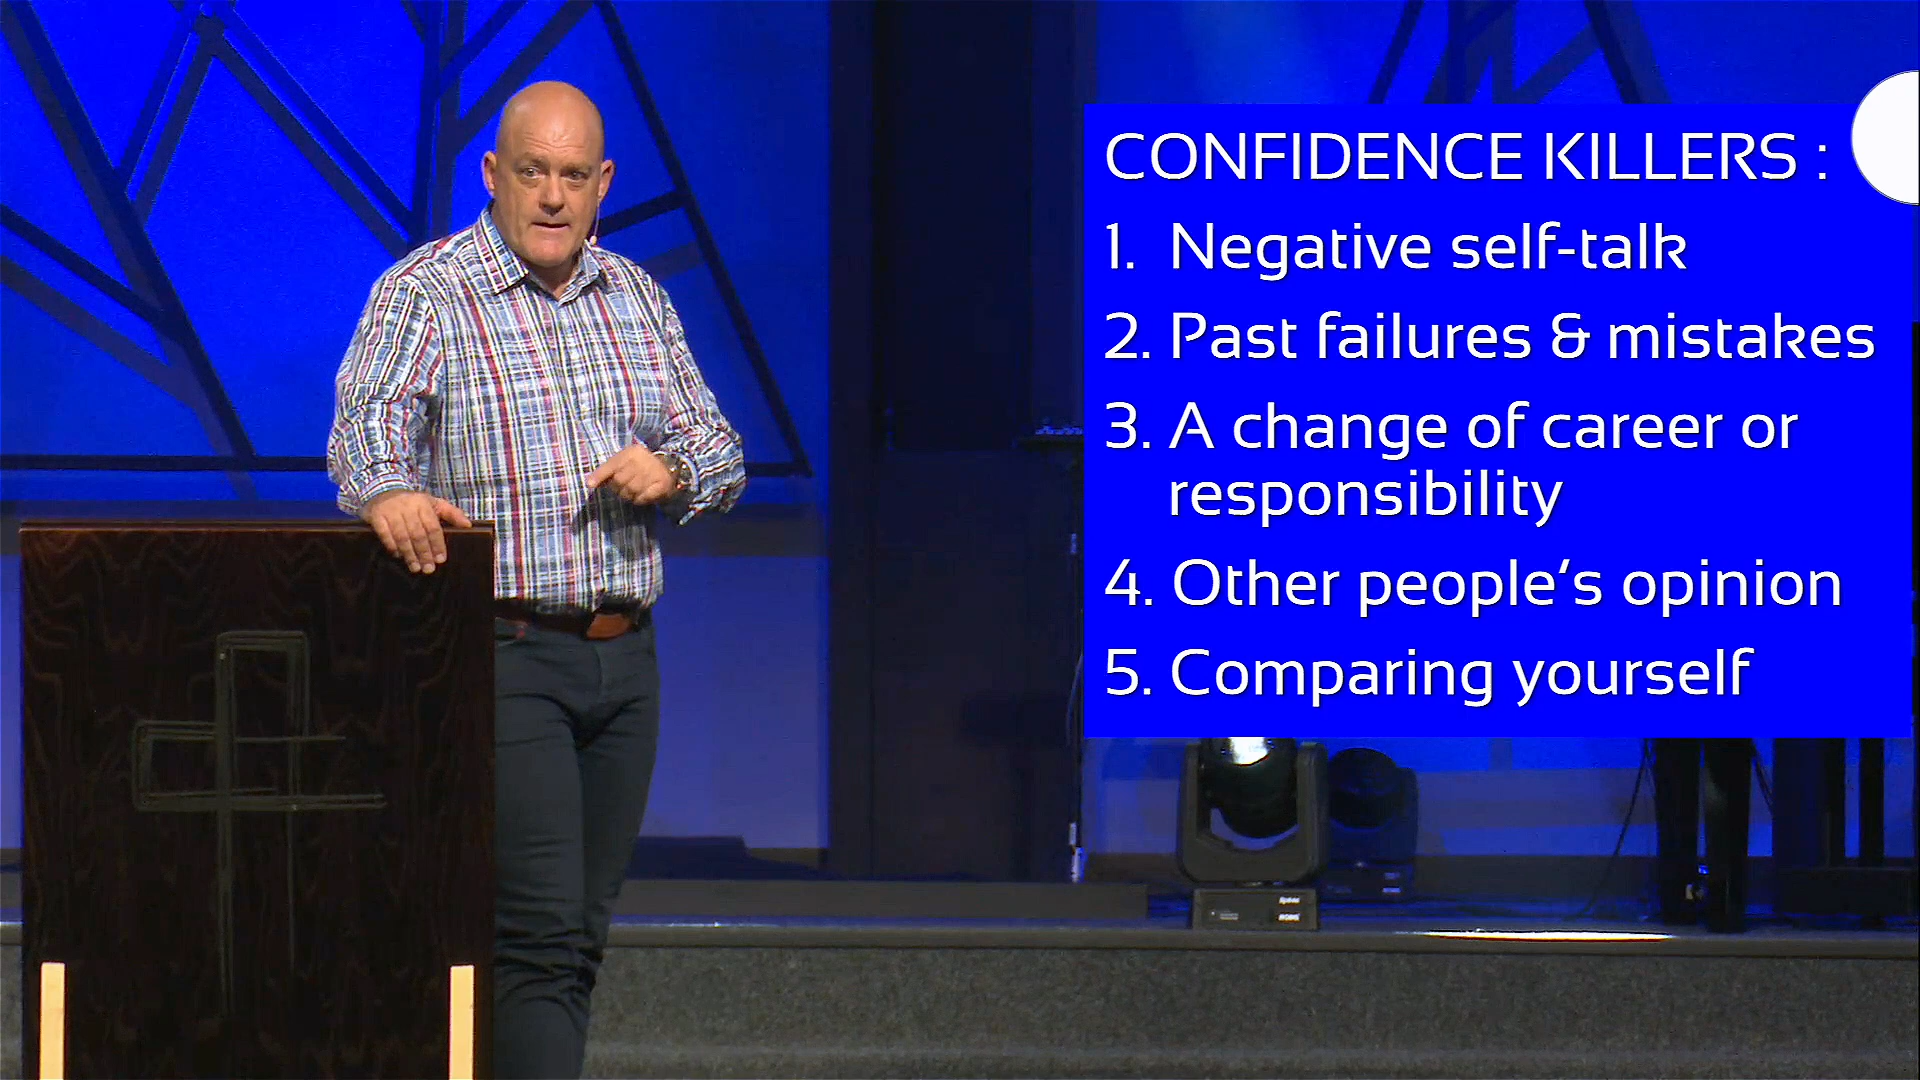 CONFIDENCE KILLERS :
1. Negative self-talk
2. Past failures & mistakes
3. A change of career or
responsibility
4. Other people‘s opinion
5. Comparing yourself